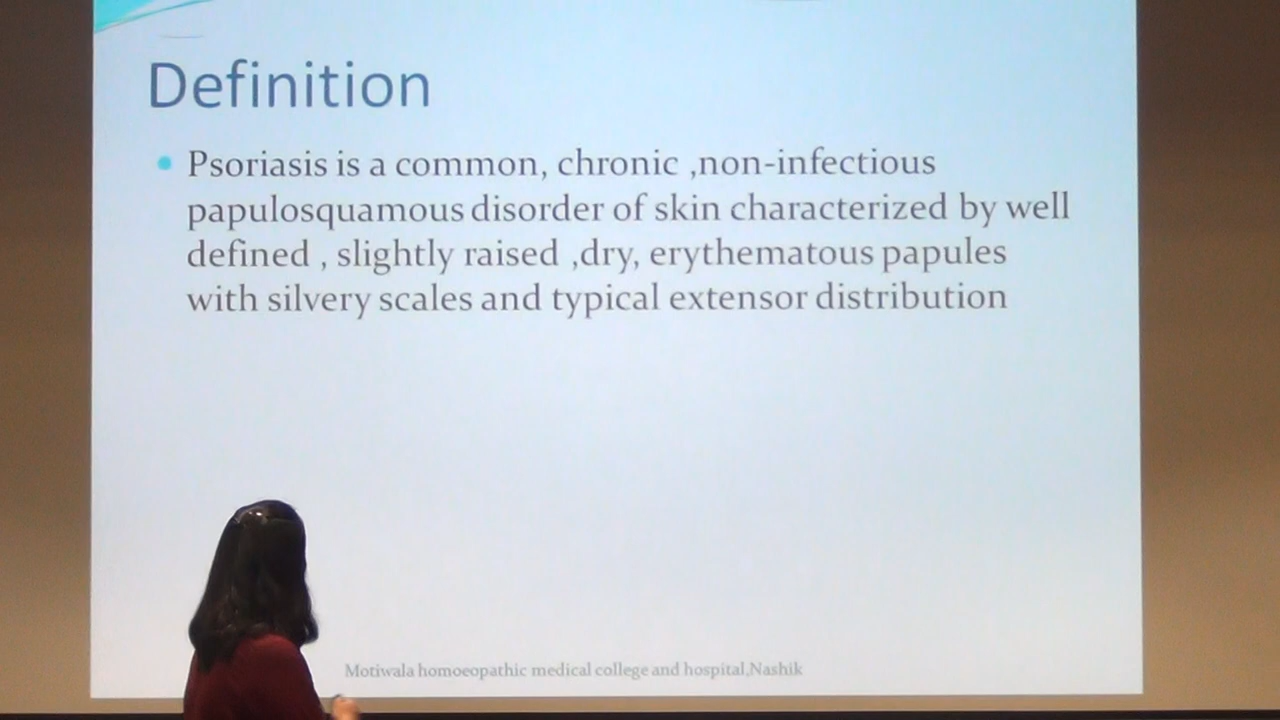 Definition
Psoriasis is a common, chronic ,non-infectious
papulosquamous disorder of skin characterized by well
defined , slightly raised ,dry, erythematous papules
with silvery scales and typical extensor distribution
Motiwala homoeopathic medical college and hospital,Nashik